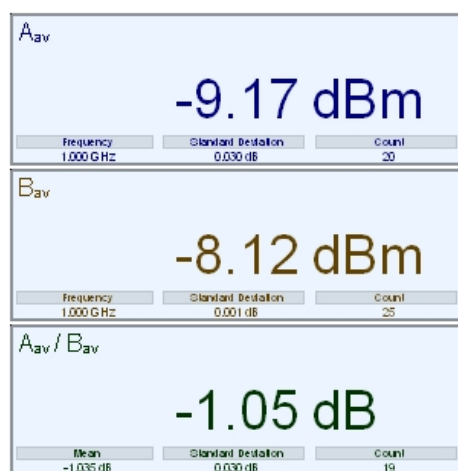 Aav
-9.17 dBm
Frequency Standard Deviation Count
1.000 GHz 0.030 dB 20
Bav
-8.12 dBm
Frequency Standard Deviation Count
1.000 GHz 0.001 dB 25
Aav / Bav
-1.05 dB
Mean Standard Deviation Count
-1.035 dB 0.030 dB 19